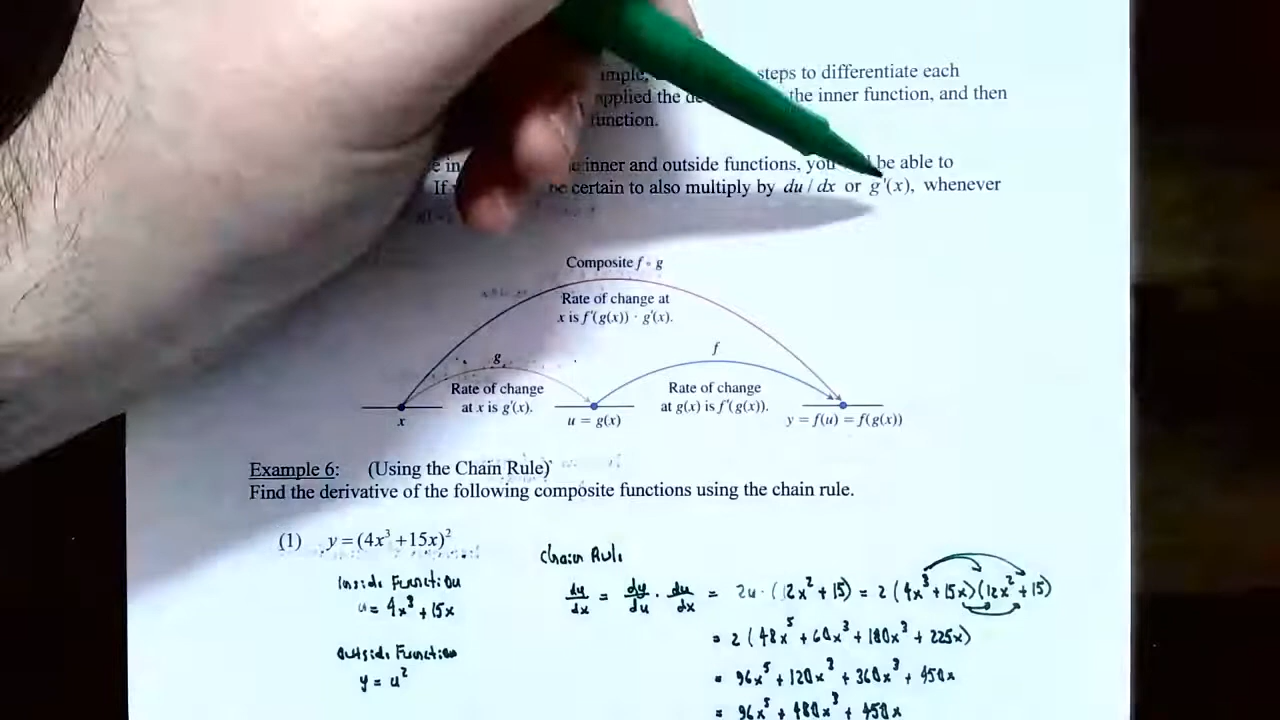 steps to differentiate each
applied the the inner function, and then
function.
inner and outside functions, you be able to
If certain to also multiply by du / dx or g'(x), whenever
Composite f ∘ g
Rate of change at
x is f'(g(x)) · g'(x).
g
f
Rate of change
at x is g'(x).
Rate of change
at g(x) is f'(g(x)).
x
u = g(x)
y = f(u) = f(g(x))
Example 6: (Using the Chain Rule)
Find the derivative of the following composite functions using the chain rule.
(1) y = (4x³ + 15x)²
Inside Function
u = 4x³ + 15x
Outside Function
y = u²
Chain Rule
dy/dx = dy/du · du/dx = 2u · (12x² + 15) = 2(4x³ + 15x)(12x² + 15)
= 2(48x⁵ + 60x³ + 180x³ + 225x)
= 96x⁵ + 120x³ + 360x³ + 450x
= 96x⁵ + 480x³ + 450x